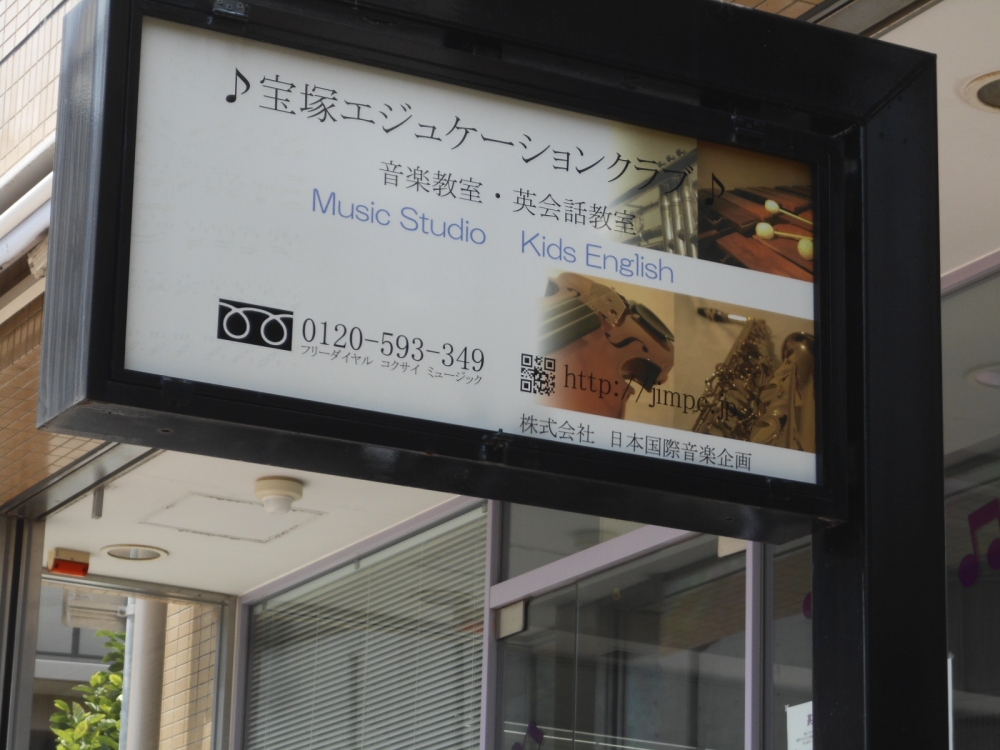 ♪宝塚エジュケーションクラブ♪
音楽教室・英会話教室
Music Studio Kids English
0120-593-349
フリーダイヤル コクサイ ミュージック
http://jimpc.jp
株式会社 日本国際音楽企画